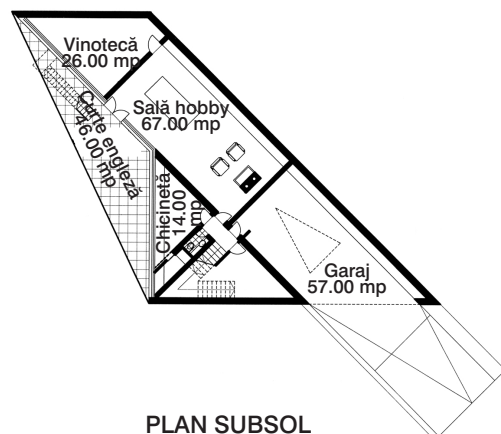 Vinotecă
26.00 mp
Sală hobby
67.00 mp
Curte engleză
46.00 mp
Chicinetă
14.00 mp
Garaj
57.00 mp
PLAN SUBSOL